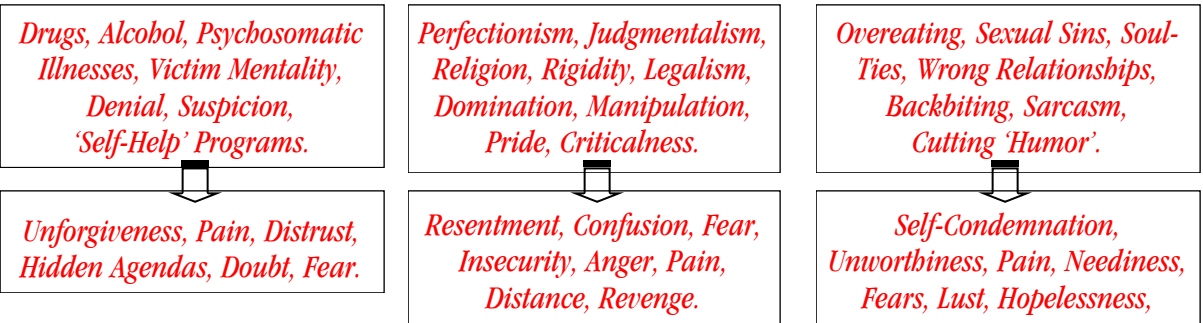 Drugs, Alcohol, Psychosomatic
Illnesses, Victim Mentality,
Denial, Suspicion,
‘Self-Help’ Programs.
Perfectionism, Judgmentalism,
Religion, Rigidity, Legalism,
Domination, Manipulation,
Pride, Criticalness.
Overeating, Sexual Sins, Soul-
Ties, Wrong Relationships,
Backbiting, Sarcasm,
Cutting ‘Humor’.
Unforgiveness, Pain, Distrust,
Hidden Agendas, Doubt, Fear.
Resentment, Confusion, Fear,
Insecurity, Anger, Pain,
Distance, Revenge.
Self-Condemnation,
Unworthiness, Pain, Neediness,
Fears, Lust, Hopelessness,